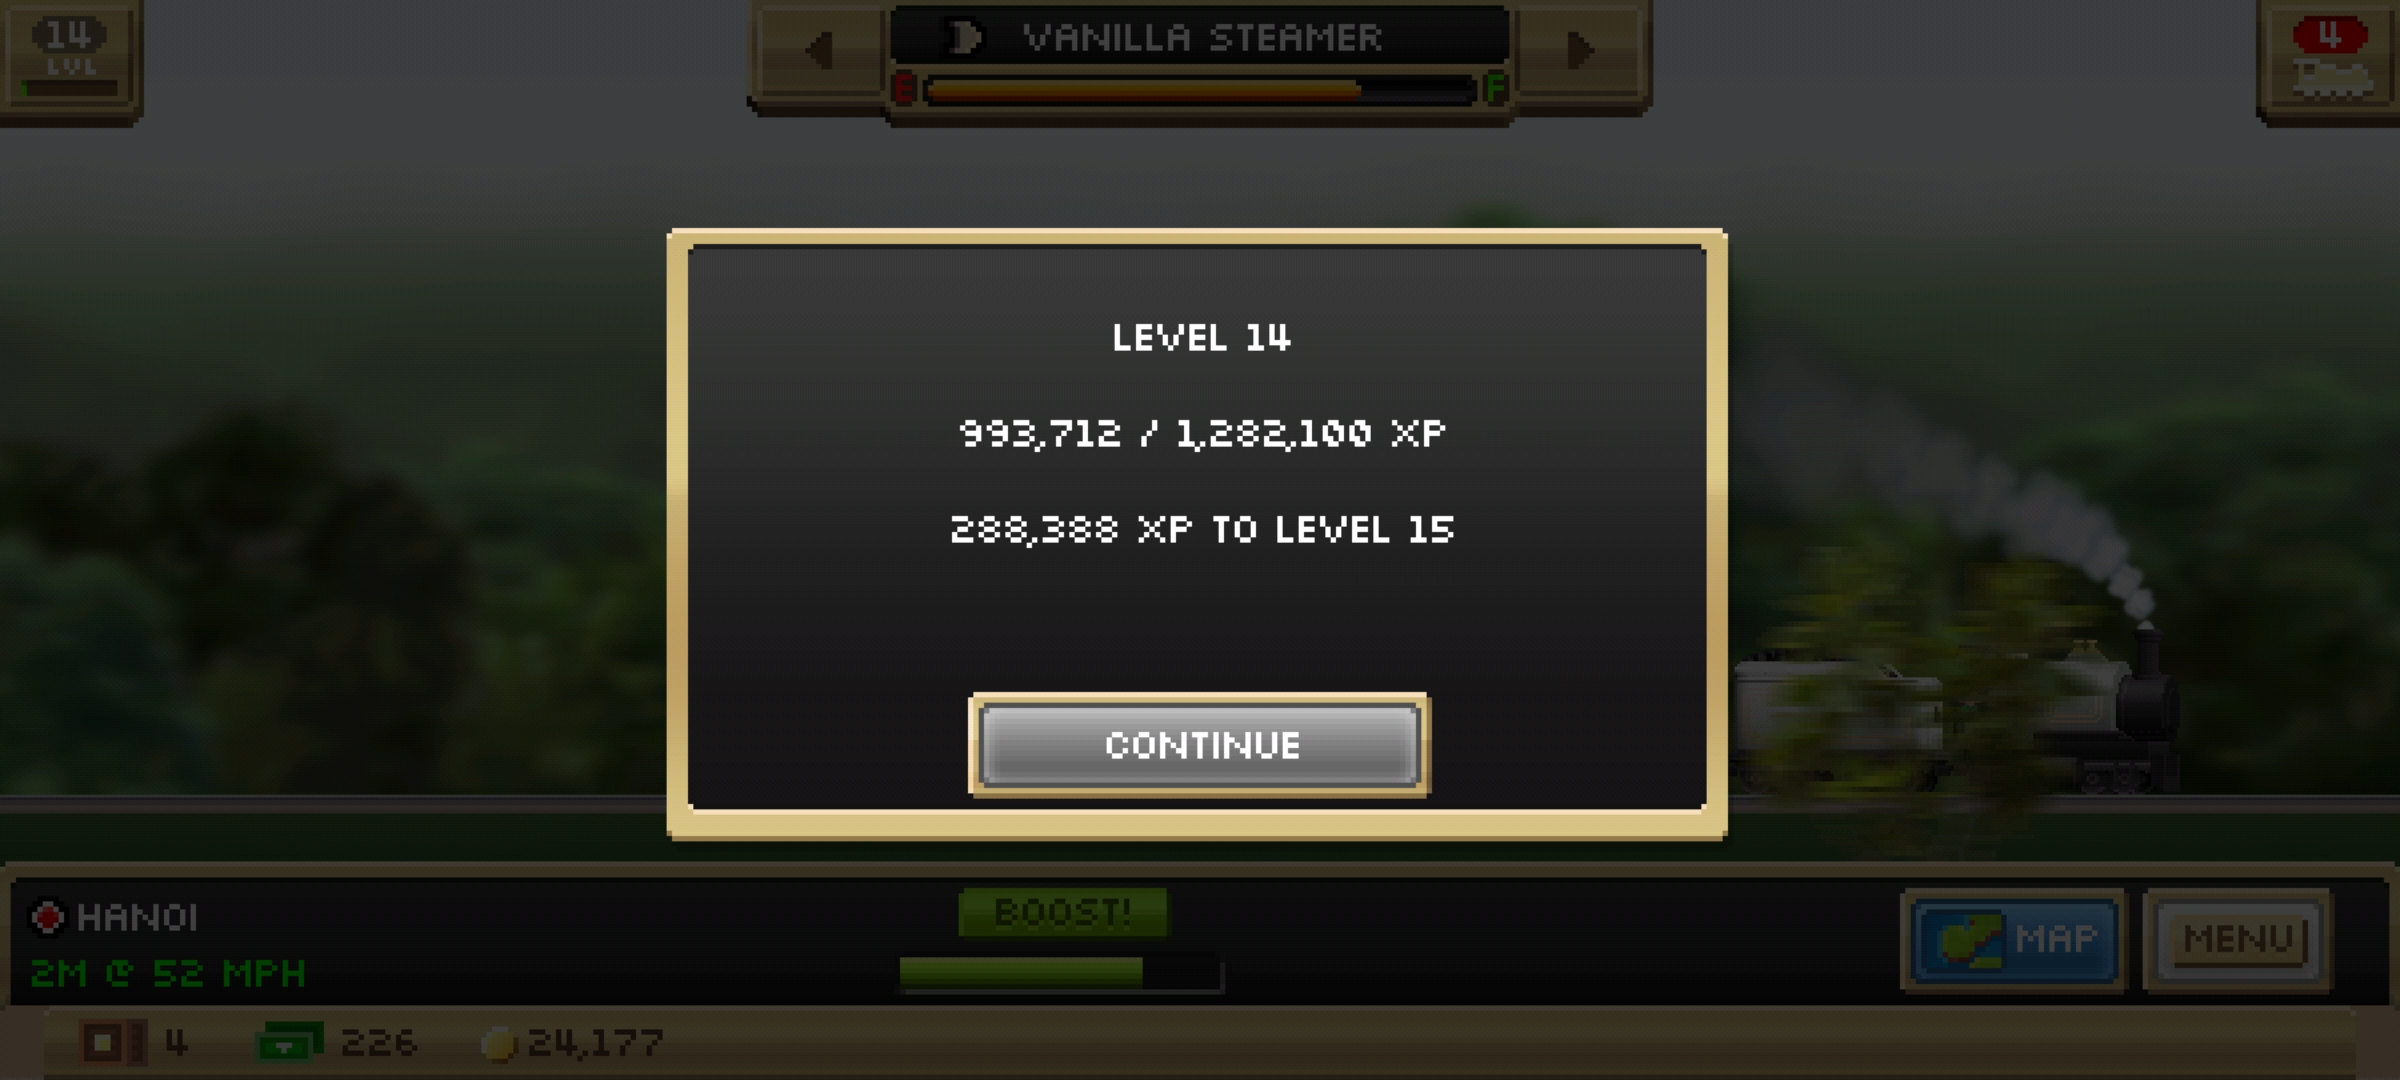 14
LVL
VANILLA STEAMER
E F
4
LEVEL 14
993,712 / 1,282,100 XP
288,388 XP TO LEVEL 15
CONTINUE
HANOI
2M @ 52 MPH
BOOST!
MAP
MENU
4 226 24,177